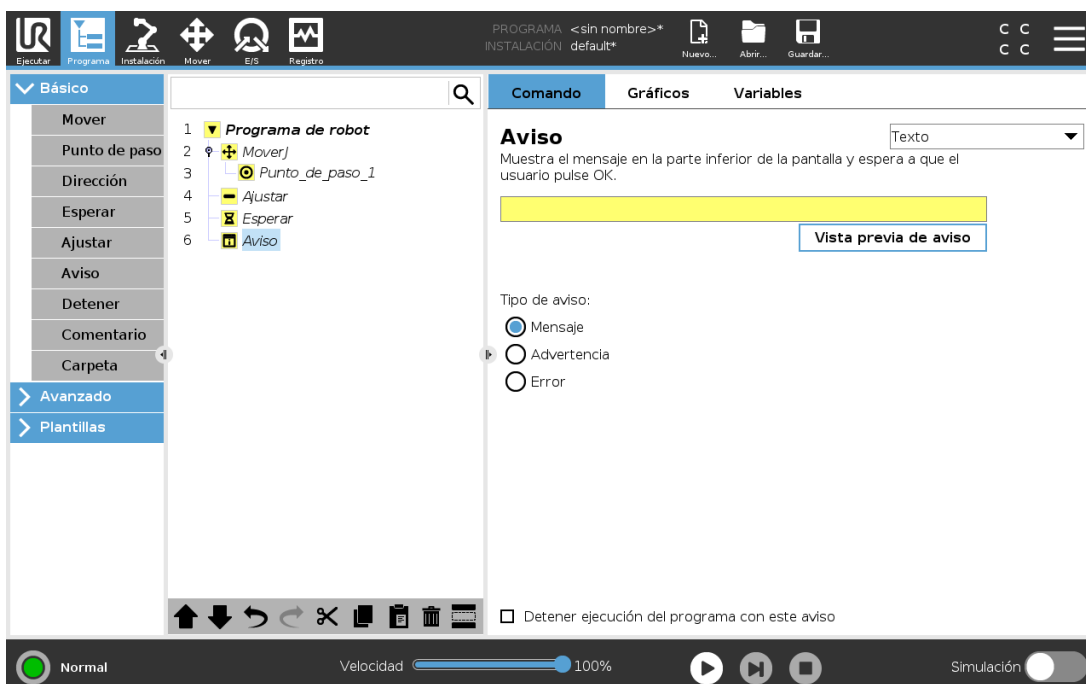 UR
PROGRAMA <sin nombre>*
INSTALACIÓN default*
C C
C C
Ejecutar Programa Instalación Mover E/S Registro Nuevo... Abrir... Guardar...
Básico
Mover
Punto de paso
Dirección
Esperar
Ajustar
Aviso
Detener
Comentario
Carpeta
Avanzado
Plantillas
1 Programa de robot
2 MoverJ
3 Punto_de_paso_1
4 Ajustar
5 Esperar
6 Aviso
Comando Gráficos Variables
Aviso
Texto
Muestra el mensaje en la parte inferior de la pantalla y espera a que el
usuario pulse OK.
Vista previa de aviso
Tipo de aviso:
Mensaje
Advertencia
Error
Detener ejecución del programa con este aviso
Normal
Velocidad 100%
Simulación